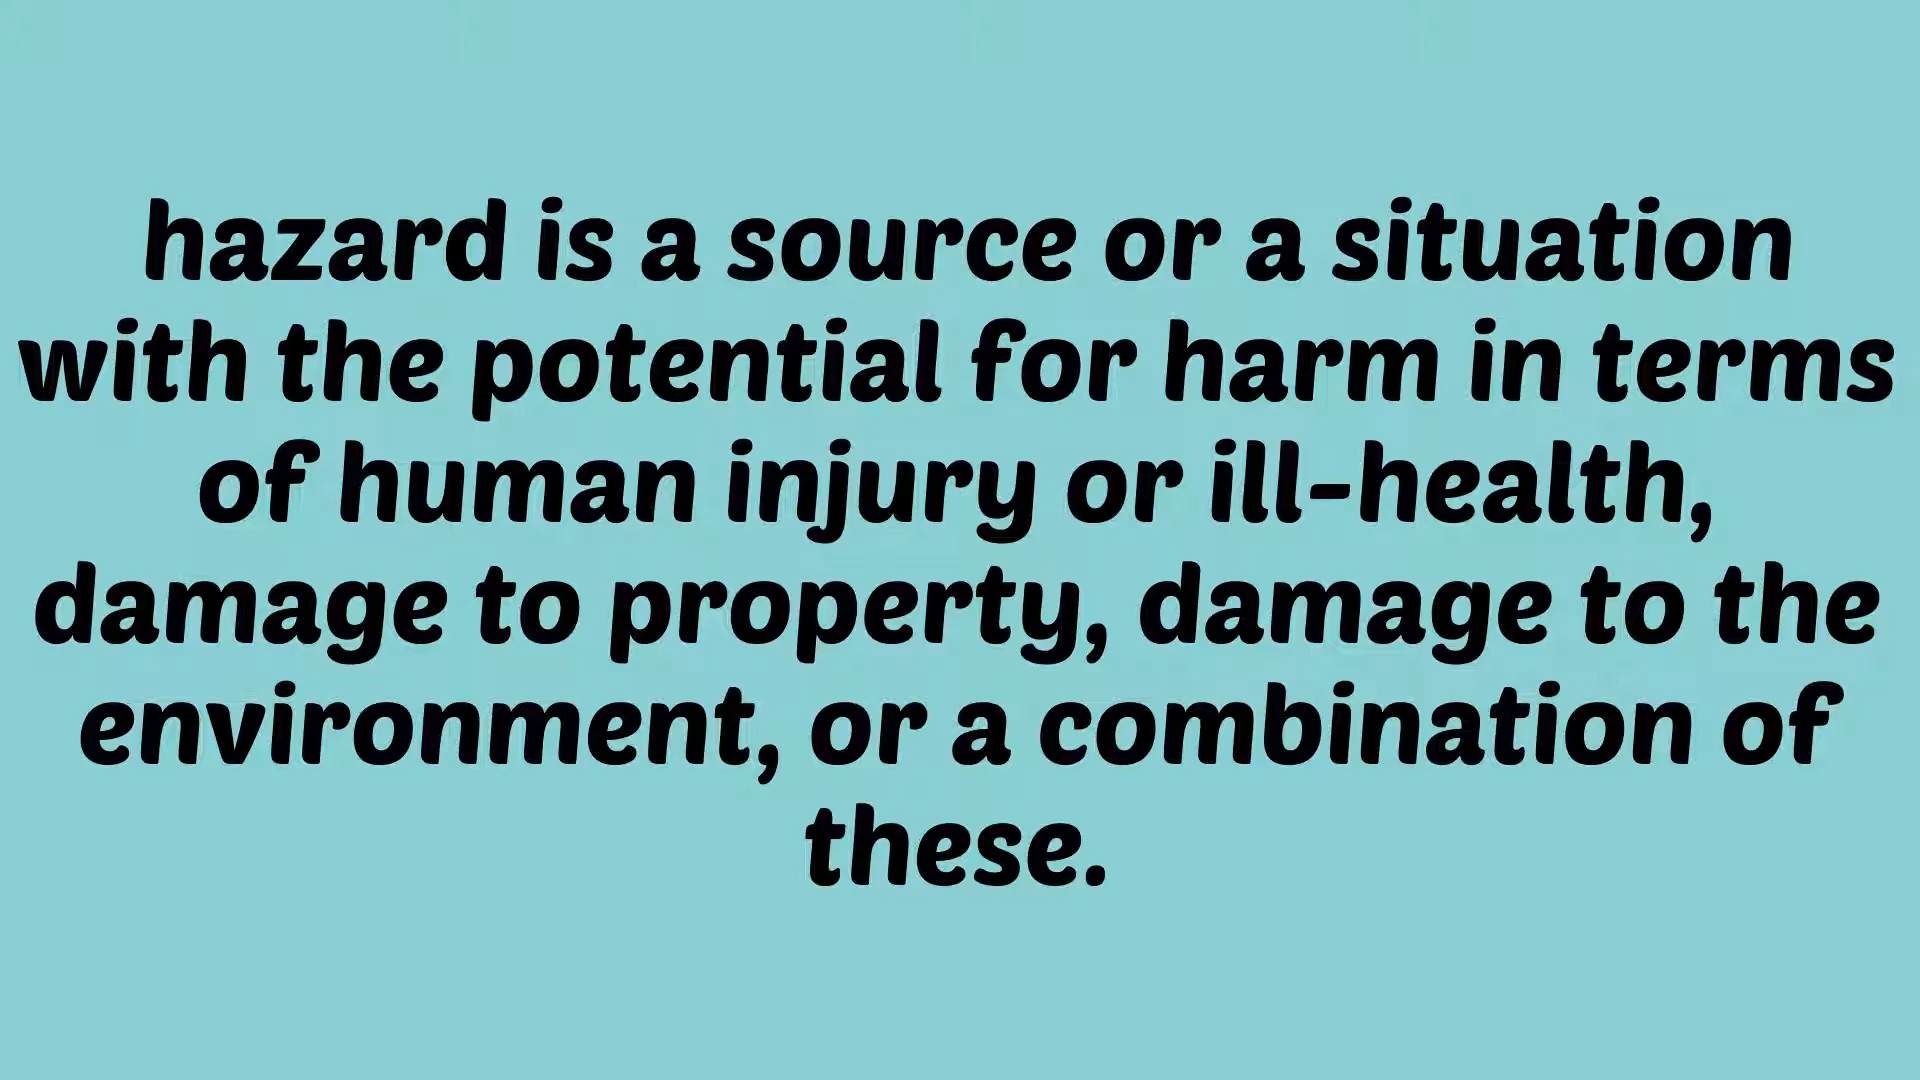 hazard is a source or a situation
with the potential for harm in terms
of human injury or ill-health,
damage to property, damage to the
environment, or a combination of
these.